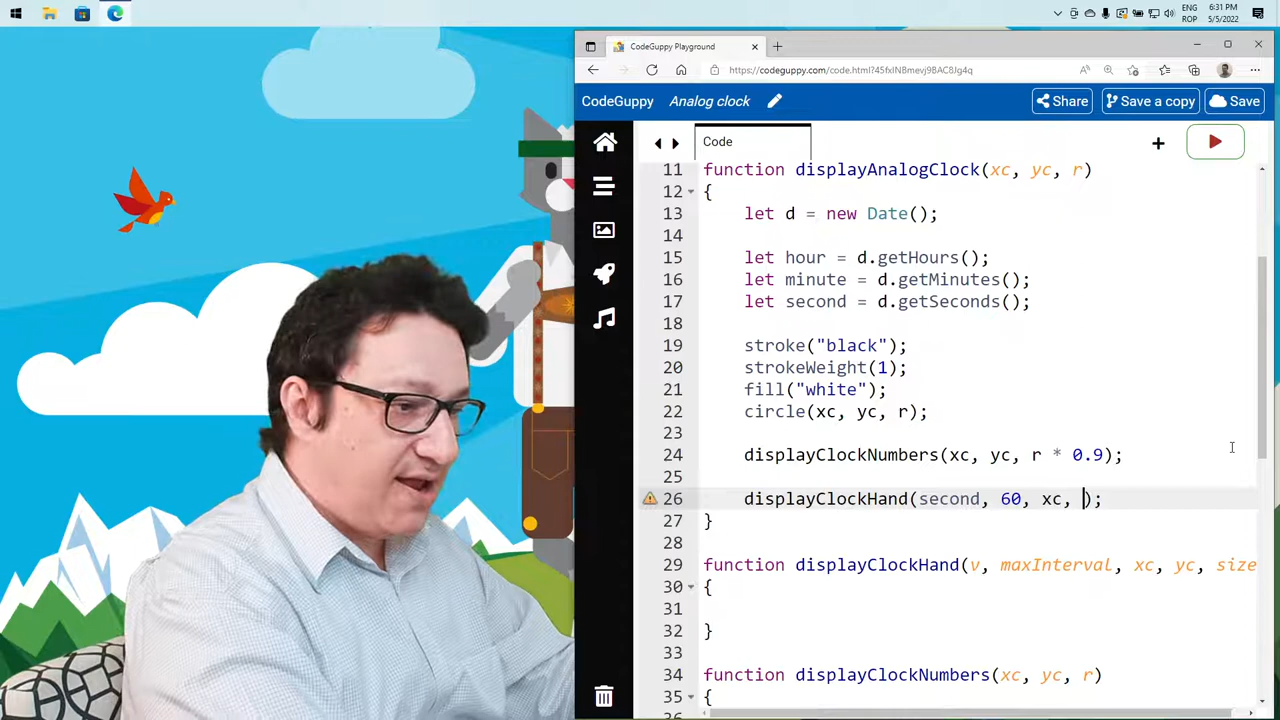 ENG
ROP
6:31 PM
5/5/2022
CodeGuppy Playground
https://codeguppy.com/code.html?45fxINBmevj9BAC8Jg4q
CodeGuppy
Analog clock
Share
Save a copy
Save
Code
11 function displayAnalogClock(xc, yc, r)
12 {
13 let d = new Date();
14
15 let hour = d.getHours();
16 let minute = d.getMinutes();
17 let second = d.getSeconds();
18
19 stroke("black");
20 strokeWeight(1);
21 fill("white");
22 circle(xc, yc, r);
23
24 displayClockNumbers(xc, yc, r * 0.9);
25
26 displayClockHand(second, 60, xc, );
27 }
28
29 function displayClockHand(v, maxInterval, xc, yc, size
30 {
31
32 }
33
34 function displayClockNumbers(xc, yc, r)
35 {
36